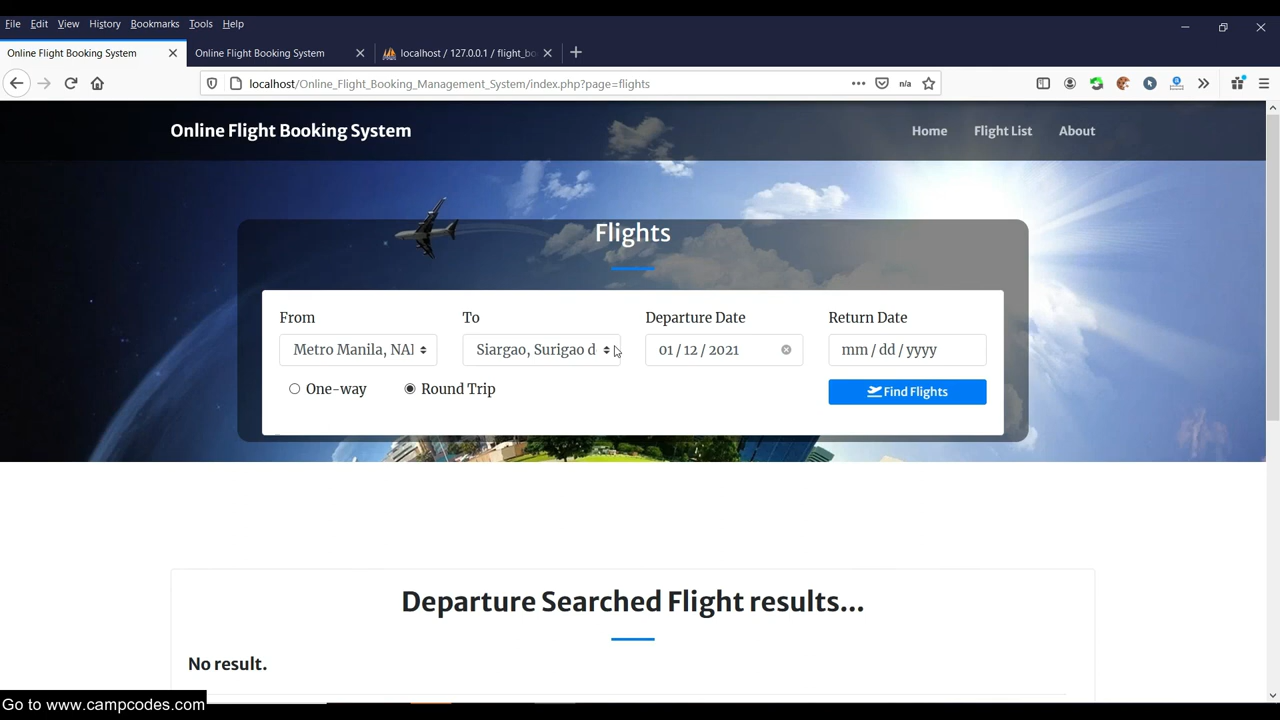 File Edit View History Bookmarks Tools Help
Online Flight Booking System Online Flight Booking System localhost / 127.0.0.1 / flight_bo
localhost/Online_Flight_Booking_Management_System/index.php?page=flights n/a
Online Flight Booking System Home Flight List About
Flights
From To Departure Date Return Date
Metro Manila, NAI Siargao, Surigao d 01 / 12 / 2021 mm / dd / yyyy
One-way Round Trip Find Flights
Departure Searched Flight results...
No result.
Go to www.campcodes.com